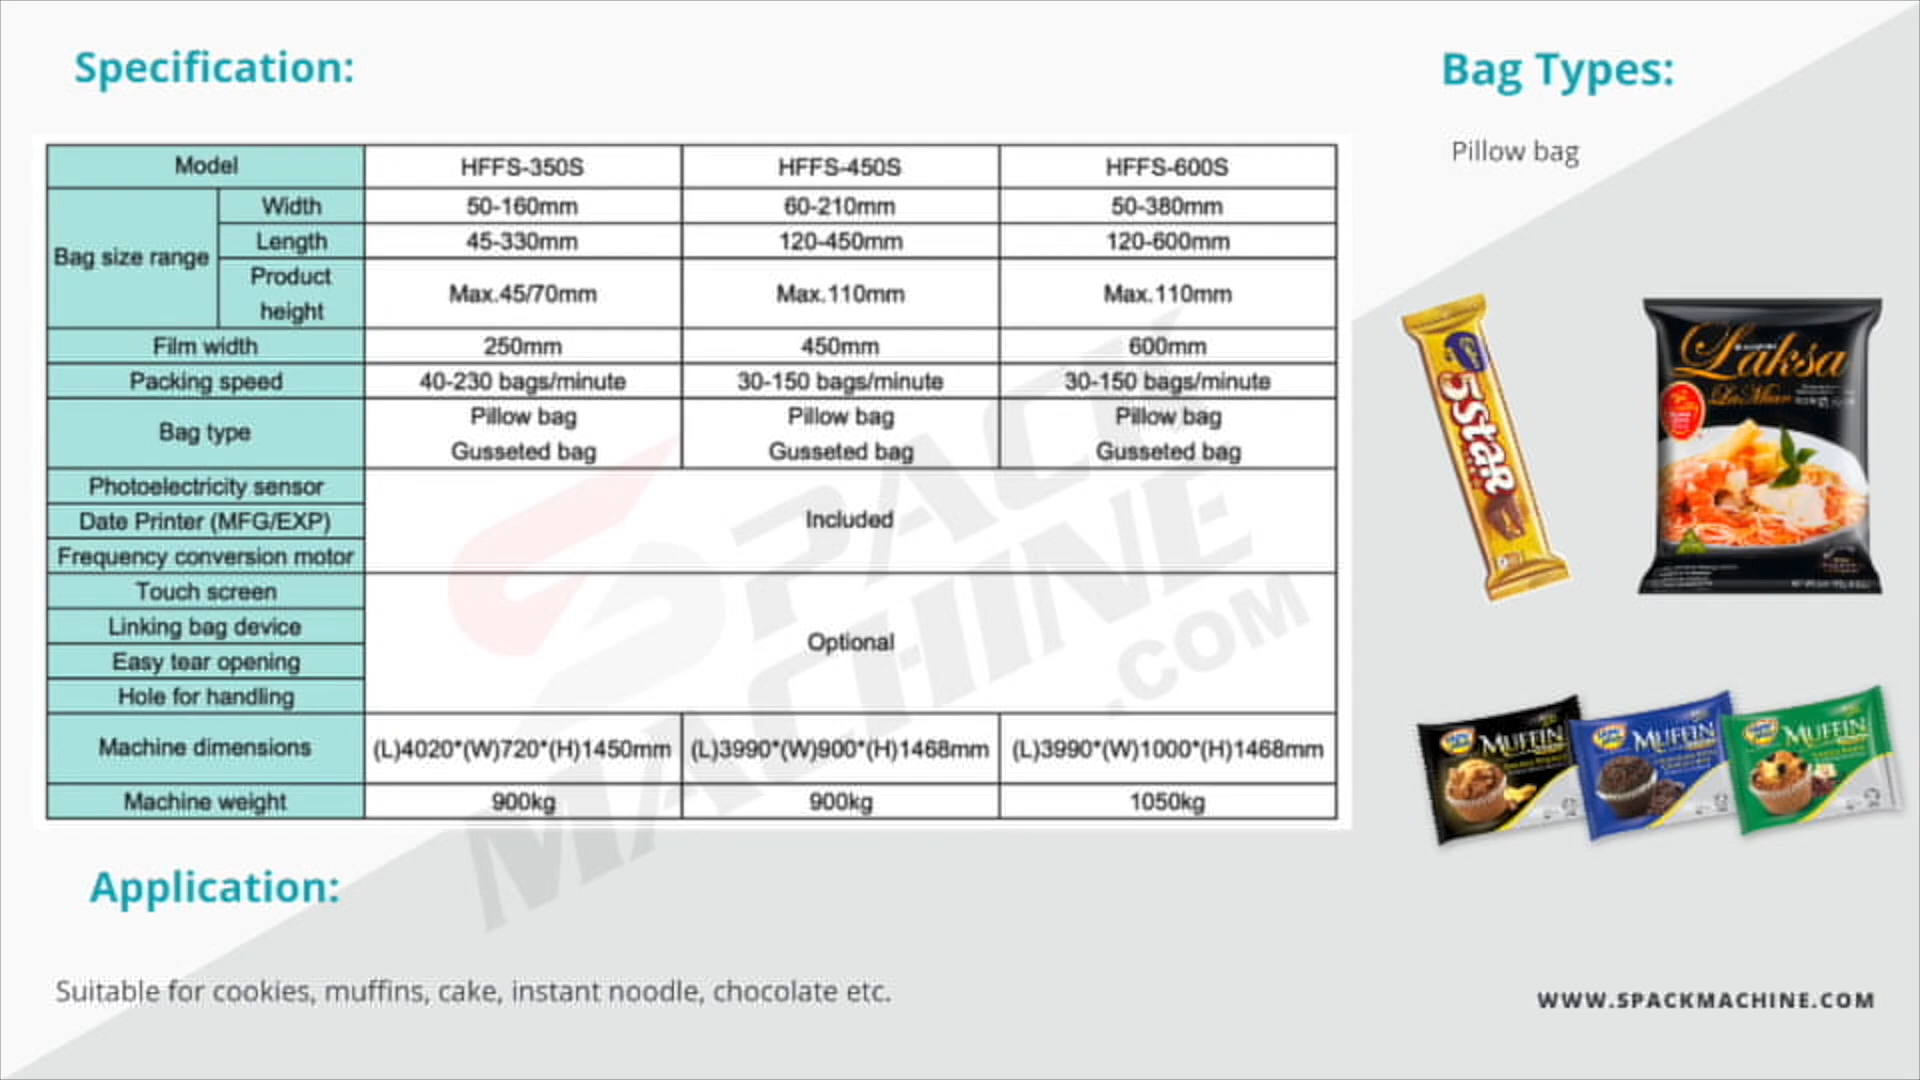 Specification:
Bag Types:
Pillow bag
Model HFFS-350S HFFS-450S HFFS-600S
Bag size range
Width 50-160mm 60-210mm 50-380mm
Length 45-330mm 120-450mm 120-600mm
Product height Max.45/70mm Max.110mm Max.110mm
Film width 250mm 450mm 600mm
Packing speed 40-230 bags/minute 30-150 bags/minute 30-150 bags/minute
Bag type Pillow bag Pillow bag Pillow bag
Gusseted bag Gusseted bag Gusseted bag
Photoelectricity sensor
Date Printer (MFG/EXP) Included
Frequency conversion motor
Touch screen
Linking bag device
Optional
Easy tear opening
Hole for handling
Machine dimensions (L)4020*(W)720*(H)1450mm (L)3990*(W)900*(H)1468mm (L)3990*(W)1000*(H)1468mm
Machine weight 900kg 900kg 1050kg
SPACK
MACHINE
.COM
5Star
Laksa
MUFFIN
MUFFIN
MUFFIN
Application:
Suitable for cookies, muffins, cake, instant noodle, chocolate etc.
WWW.SPACKMACHINE.COM